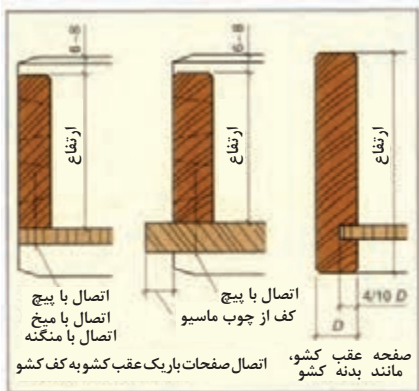 6-8
6-8
ارتفاع
ارتفاع
ارتفاع
4/10 D
D
اتصال با پیچ
کف از چوب ماسیو
اتصال با پیچ
اتصال با میخ
اتصال با منگنه
صفحه عقب کشو،
مانند بدنه کشو
اتصال صفحات باریک عقب کشو به کف کشو